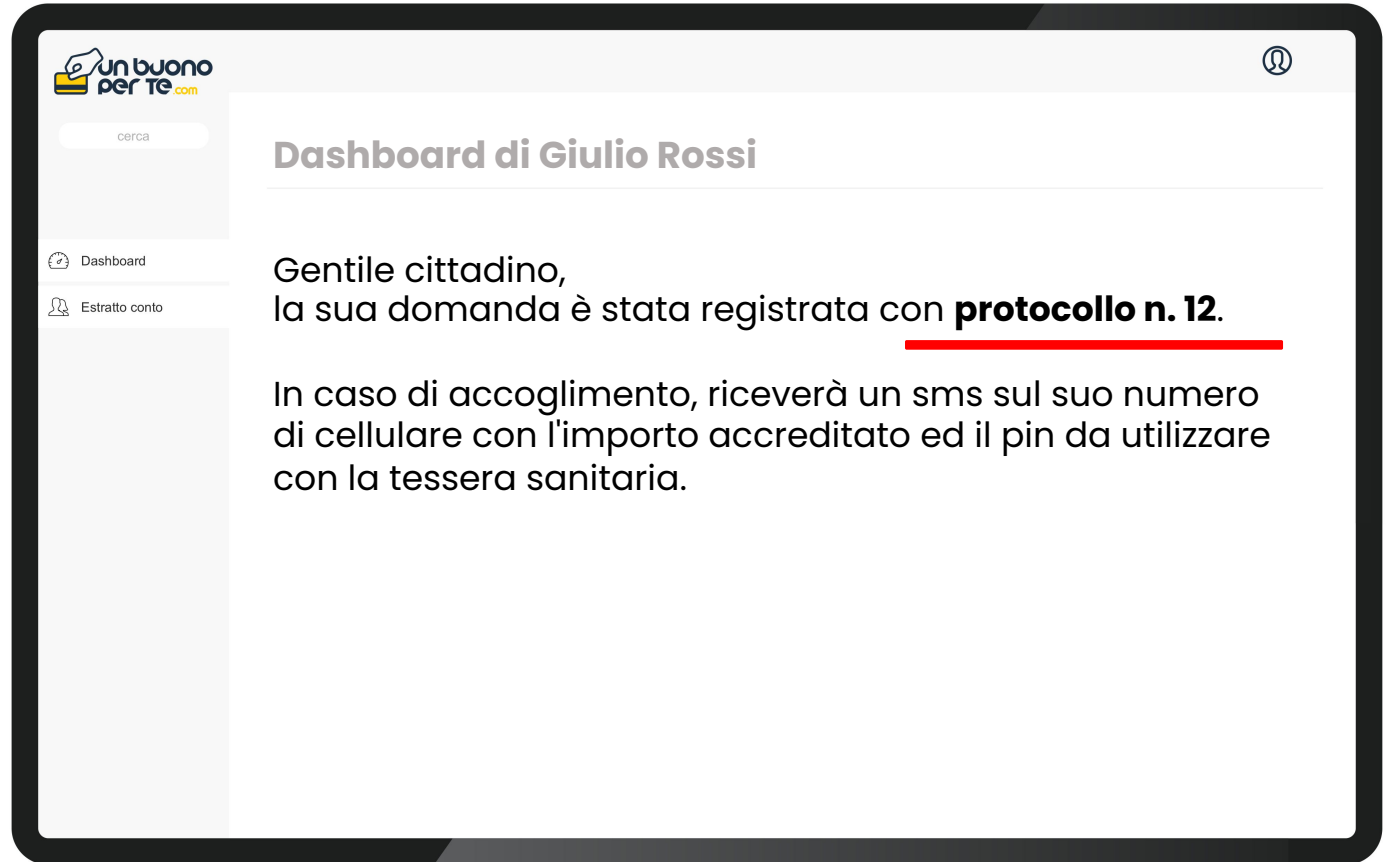 un buono
per te.com
cerca
Dashboard di Giulio Rossi
Dashboard
Estratto conto
Gentile cittadino,
la sua domanda è stata registrata con protocollo n. 12.
In caso di accoglimento, riceverà un sms sul suo numero
di cellulare con l'importo accreditato ed il pin da utilizzare
con la tessera sanitaria.